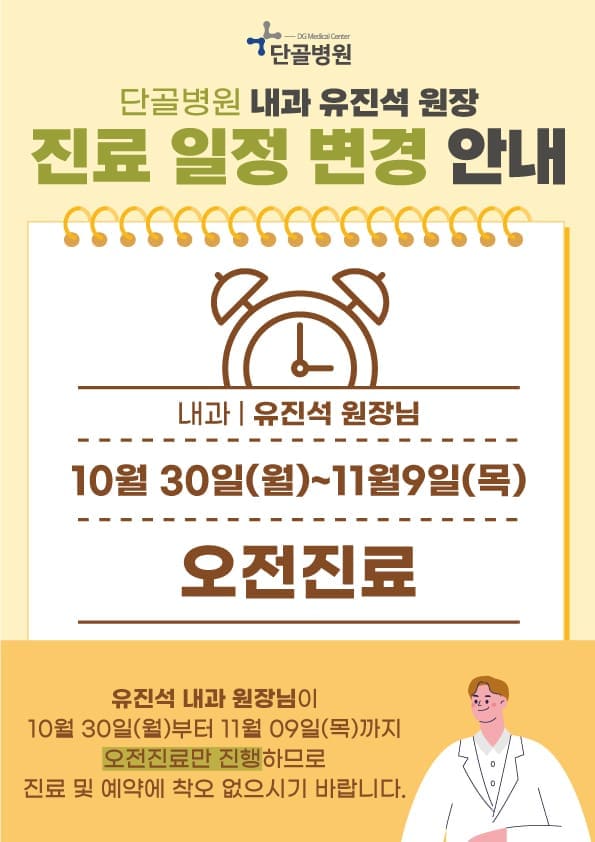 DG Medical Center
단골병원
단골병원 내과 유진석 원장
진료 일정 변경 안내
내과 | 유진석 원장님
10월 30일(월)~11월9일(목)
오전진료
유진석 내과 원장님이
10월 30일(월)부터 11월 09일(목)까지
오전진료만 진행하므로
진료 및 예약에 착오 없으시기 바랍니다.